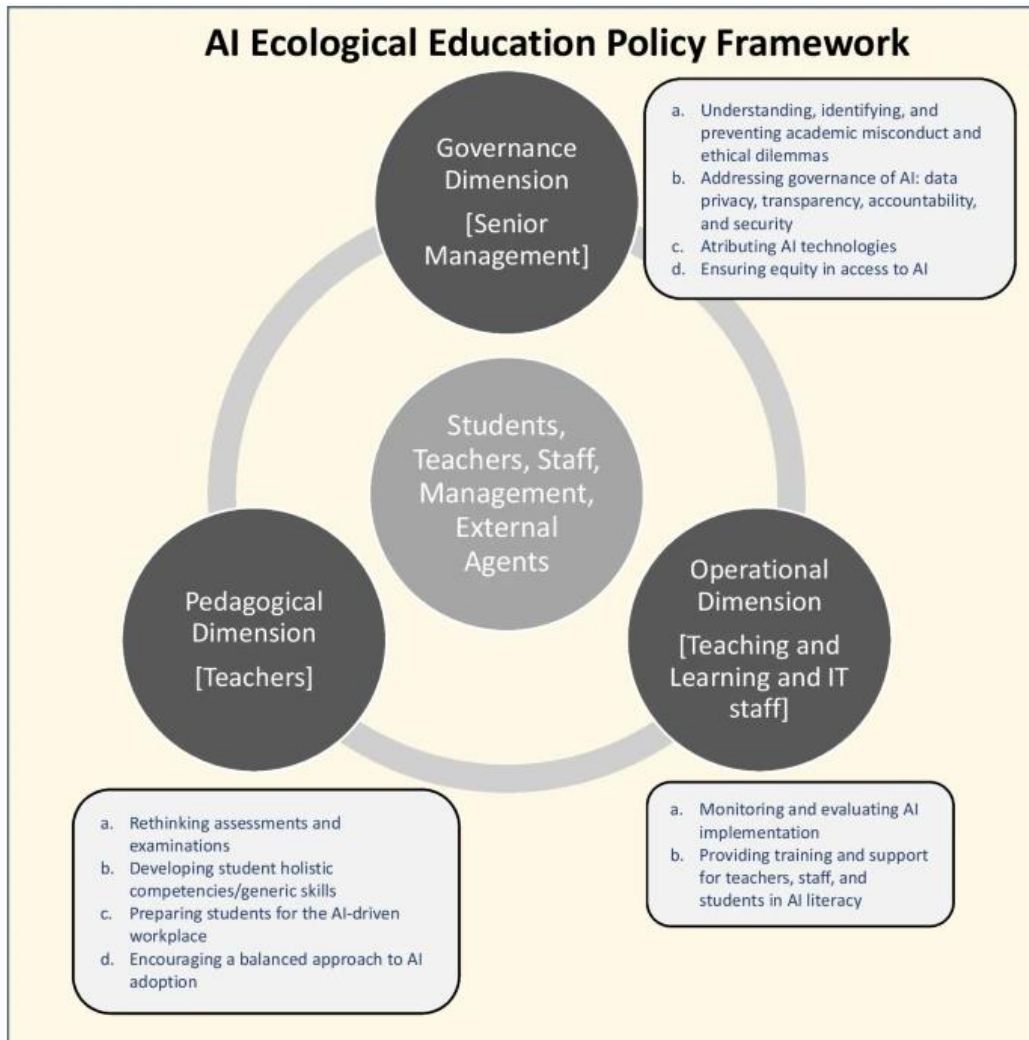 AI Ecological Education Policy Framework
Governance
Dimension
[Senior
Management]
a. Understanding, identifying, and
preventing academic misconduct and
ethical dilemmas
b. Addressing governance of AI: data
privacy, transparency, accountability,
and security
c. Atributing AI technologies
d. Ensuring equity in access to AI
Students,
Teachers, Staff,
Management,
External
Agents
Pedagogical
Dimension
[Teachers]
Operational
Dimension
[Teaching and
Learning and IT
staff]
a. Rethinking assessments and
examinations
b. Developing student holistic
competencies/generic skills
c. Preparing students for the AI-driven
workplace
d. Encouraging a balanced approach to AI
adoption
a. Monitoring and evaluating AI
implementation
b. Providing training and support
for teachers, staff, and
students in AI literacy